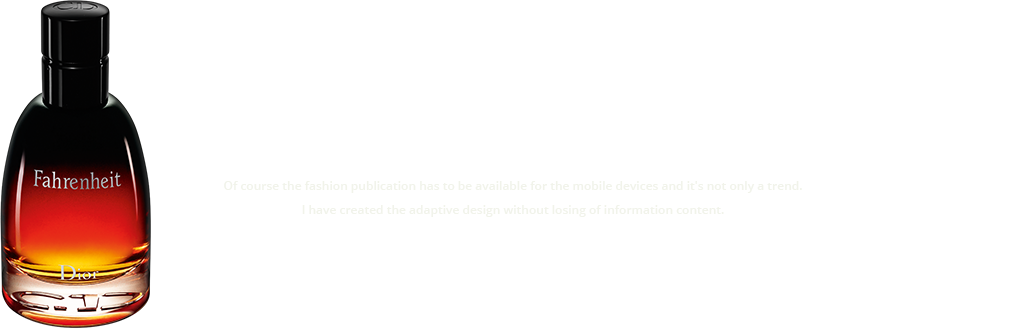 CD
Fahrenheit
Of course the fashion publication has to be available for the mobile devices and it's not only a trend.
I have created the adaptive design without losing of information content.
Dior